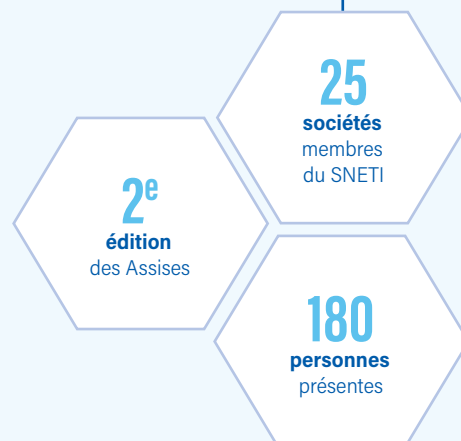 25
sociétés
membres
du SNETI
2e
édition
des Assises
180
personnes
présentes